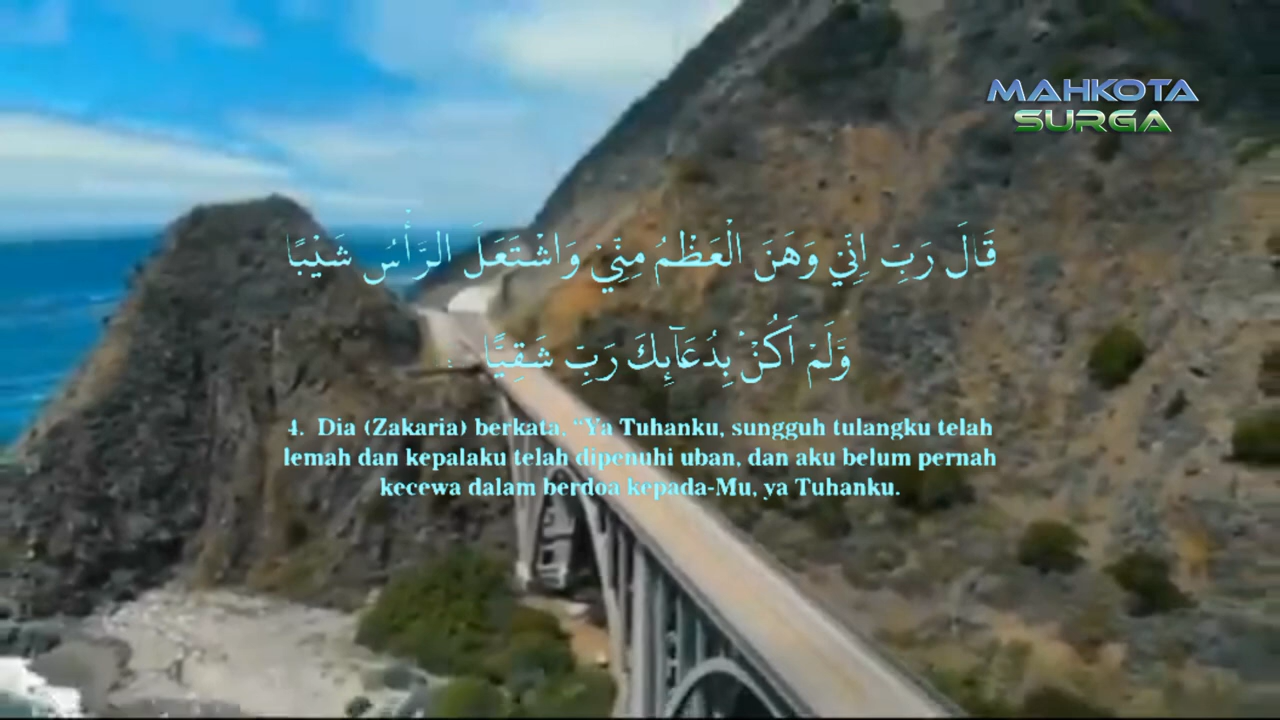 MAHKOTA
SURGA
قَالَ رَبِّ اِنِّيْ وَهَنَ الْعَظْمُ مِنِّيْ وَاشْتَعَلَ الرَّأْسُ شَيْبًا
وَّلَمْ اَكُنْۢ بِدُعَاۤىِٕكَ رَبِّ شَقِيًّا
4. Dia (Zakaria) berkata, “Ya Tuhanku, sungguh tulangku telah
lemah dan kepalaku telah dipenuhi uban, dan aku belum pernah
kecewa dalam berdoa kepada-Mu, ya Tuhanku.